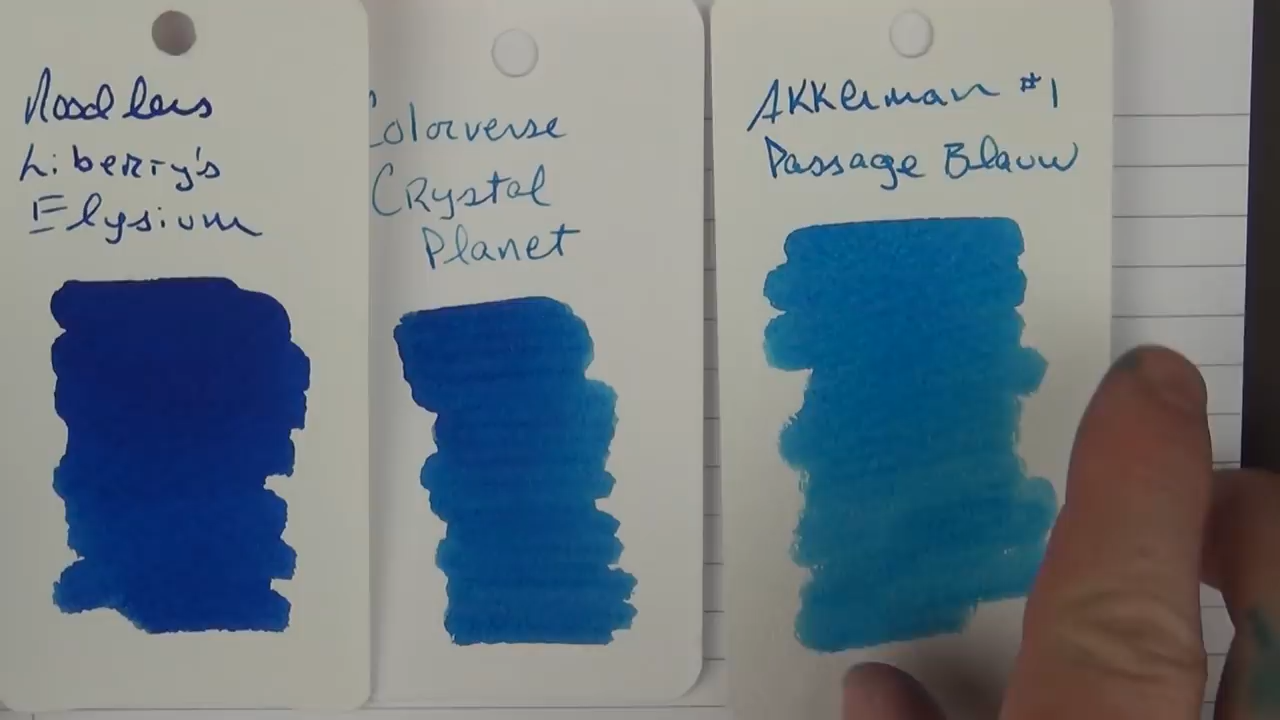 Noodlers
Liberty's
Elysium
Colorverse
Crystal
Planet
Akkerman #1
Passage Blauw